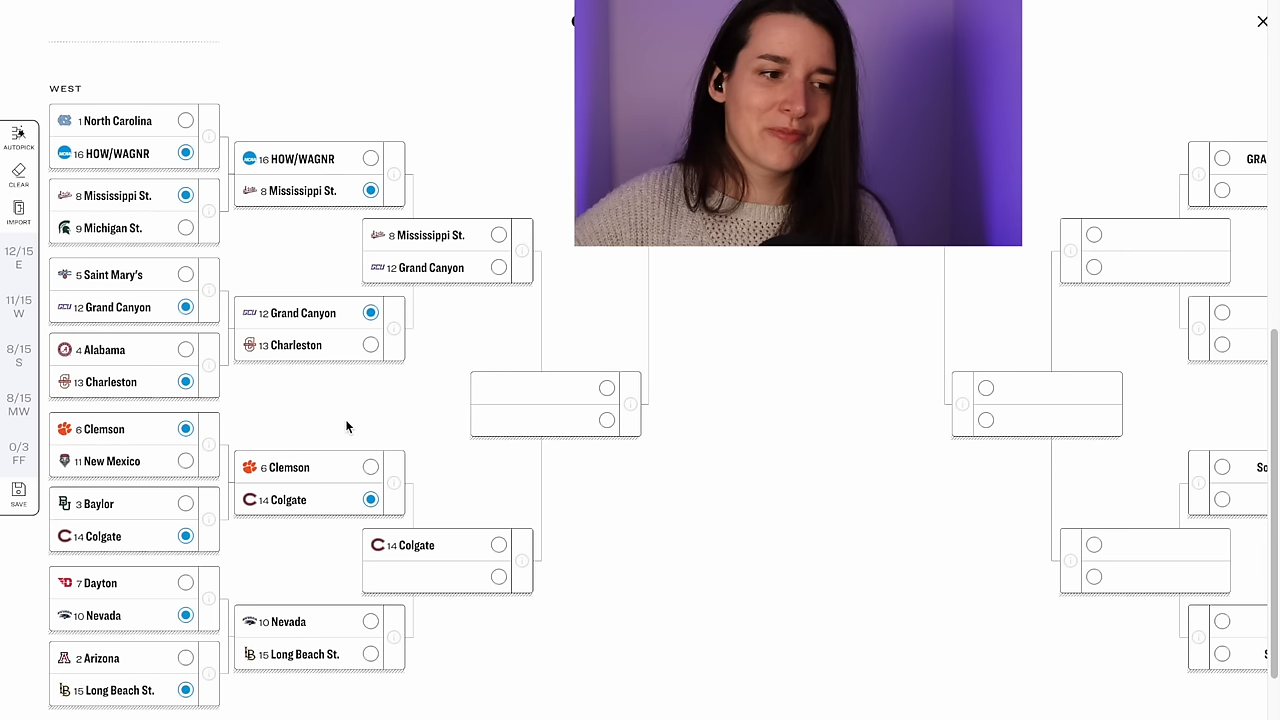 WEST
1 North Carolina
16 HOW/WAGNR
8 Mississippi St.
9 Michigan St.
5 Saint Mary's
12 Grand Canyon
4 Alabama
13 Charleston
6 Clemson
11 New Mexico
3 Baylor
14 Colgate
7 Dayton
10 Nevada
2 Arizona
15 Long Beach St.
16 HOW/WAGNR
8 Mississippi St.
12 Grand Canyon
13 Charleston
6 Clemson
14 Colgate
10 Nevada
15 Long Beach St.
8 Mississippi St.
12 Grand Canyon
14 Colgate
AUTOPICK
CLEAR
IMPORT
12/15
E
11/15
W
8/15
S
8/15
MW
0/3
FF
SAVE
GRA
So